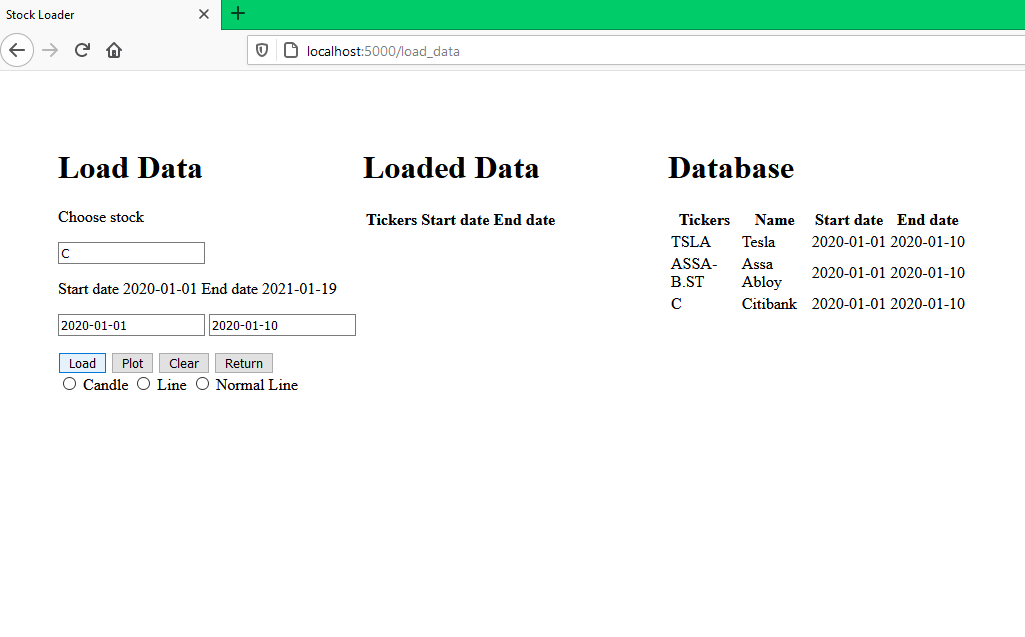 Stock Loader
localhost:5000/load_data
Load Data
Choose stock
C
Start date 2020-01-01 End date 2021-01-19
2020-01-01 2020-01-10
Load Plot Clear Return
Candle Line Normal Line
Loaded Data
Tickers Start date End date
Database
Tickers Name Start date End date
TSLA Tesla 2020-01-01 2020-01-10
ASSA- Assa
B.ST Abloy 2020-01-01 2020-01-10
C Citibank 2020-01-01 2020-01-10